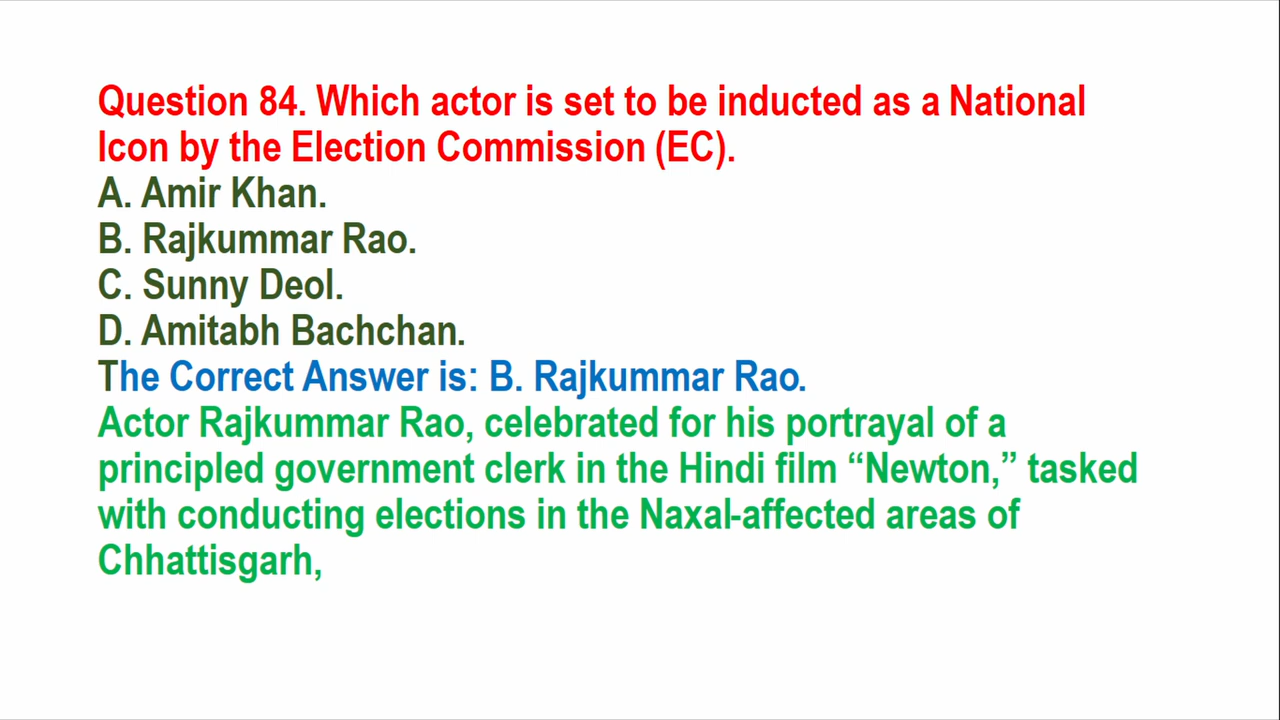 Question 84. Which actor is set to be inducted as a National
Icon by the Election Commission (EC).
A. Amir Khan.
B. Rajkummar Rao.
C. Sunny Deol.
D. Amitabh Bachchan.
The Correct Answer is: B. Rajkummar Rao.
Actor Rajkummar Rao, celebrated for his portrayal of a
principled government clerk in the Hindi film “Newton,” tasked
with conducting elections in the Naxal-affected areas of
Chhattisgarh,